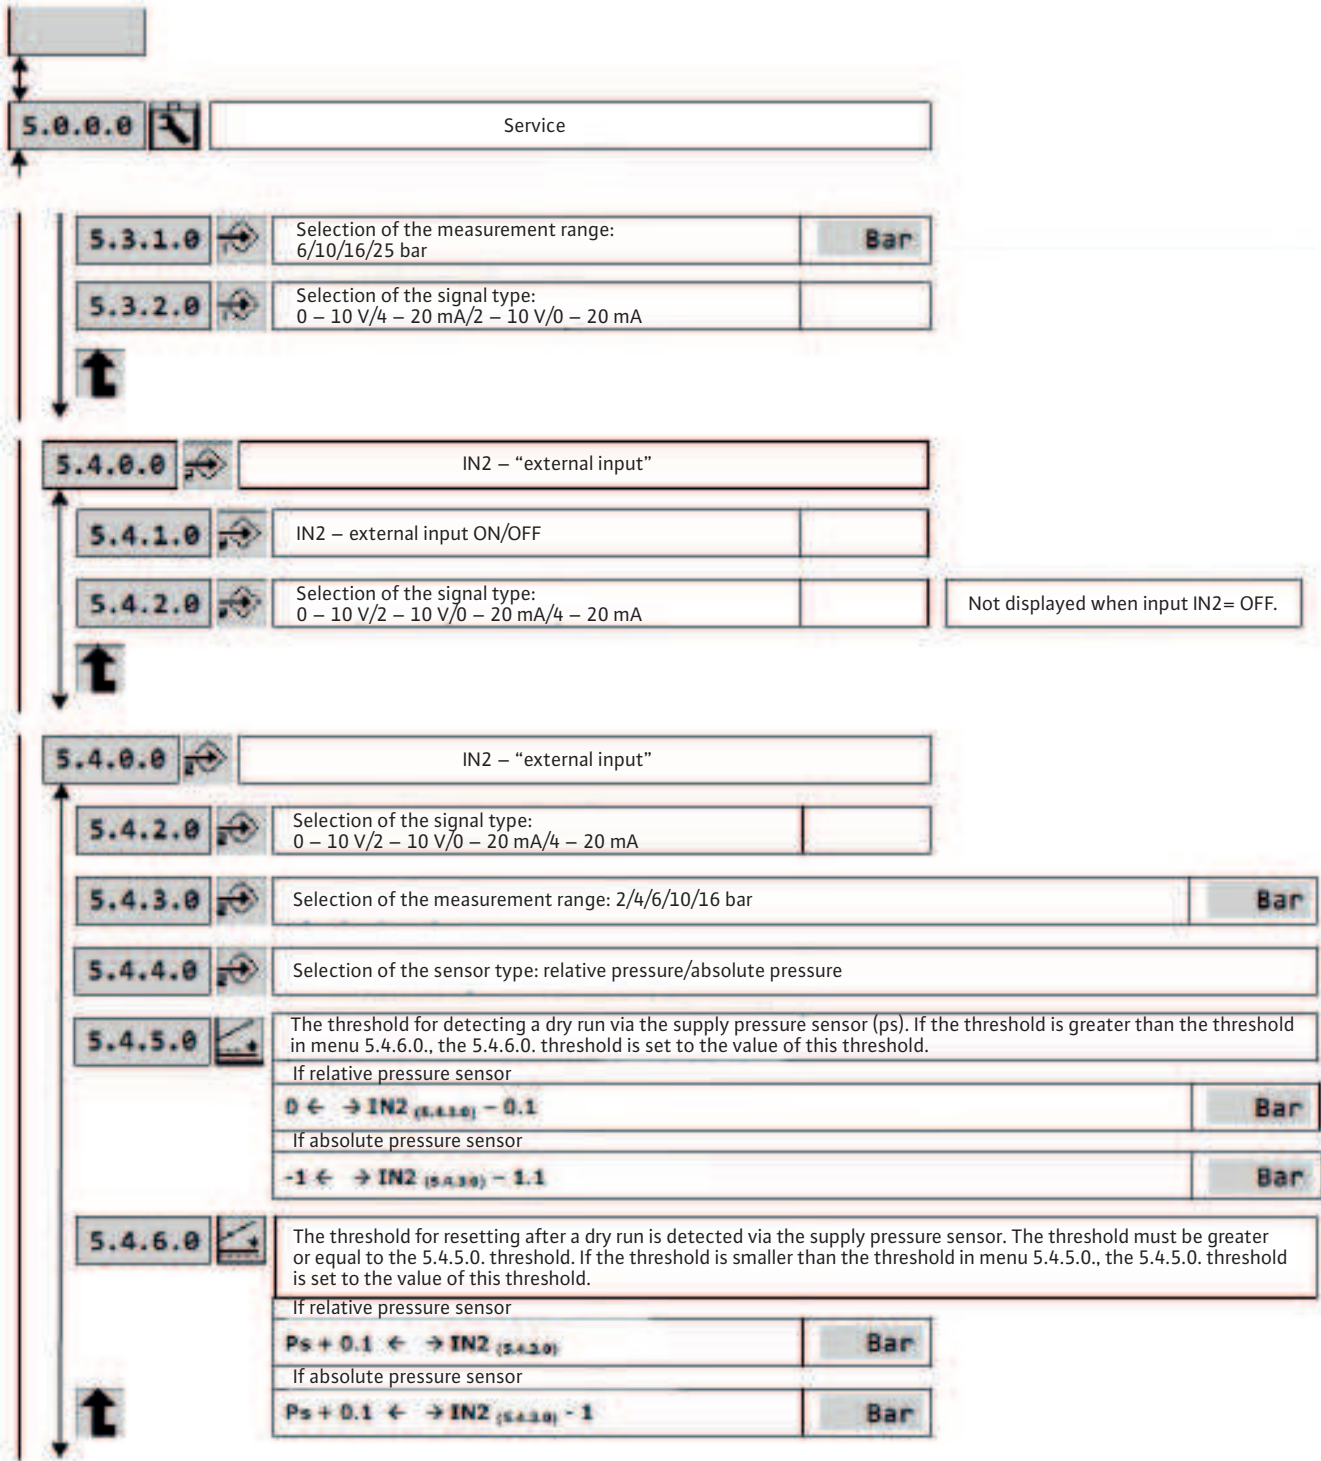 5.0.0.0 Service
5.3.1.0 Selection of the measurement range:
6/10/16/25 bar Bar
5.3.2.0 Selection of the signal type:
0 – 10 V/4 – 20 mA/2 – 10 V/0 – 20 mA
5.4.0.0 IN2 – “external input”
5.4.1.0 IN2 – external input ON/OFF
5.4.2.0 Selection of the signal type:
0 – 10 V/2 – 10 V/0 – 20 mA/4 – 20 mA
Not displayed when input IN2= OFF.
5.4.0.0 IN2 – “external input”
5.4.2.0 Selection of the signal type:
0 – 10 V/2 – 10 V/0 – 20 mA/4 – 20 mA
5.4.3.0 Selection of the measurement range: 2/4/6/10/16 bar Bar
5.4.4.0 Selection of the sensor type: relative pressure/absolute pressure
5.4.5.0 The threshold for detecting a dry run via the supply pressure sensor (ps). If the threshold is greater than the threshold
in menu 5.4.6.0., the 5.4.6.0. threshold is set to the value of this threshold.
If relative pressure sensor
0 ← → IN2 – 0.1 Bar
If absolute pressure sensor
-1 ← → IN2 (5.4.3.0) – 1.1 Bar
5.4.6.0 The threshold for resetting after a dry run is detected via the supply pressure sensor. The threshold must be greater
or equal to the 5.4.5.0. threshold. If the threshold is smaller than the threshold in menu 5.4.5.0., the 5.4.5.0. threshold
is set to the value of this threshold.
If relative pressure sensor
Ps + 0.1 ← → IN2 Bar
If absolute pressure sensor
Ps + 0.1 ← → IN2 (5.4.3.0) - 1 Bar